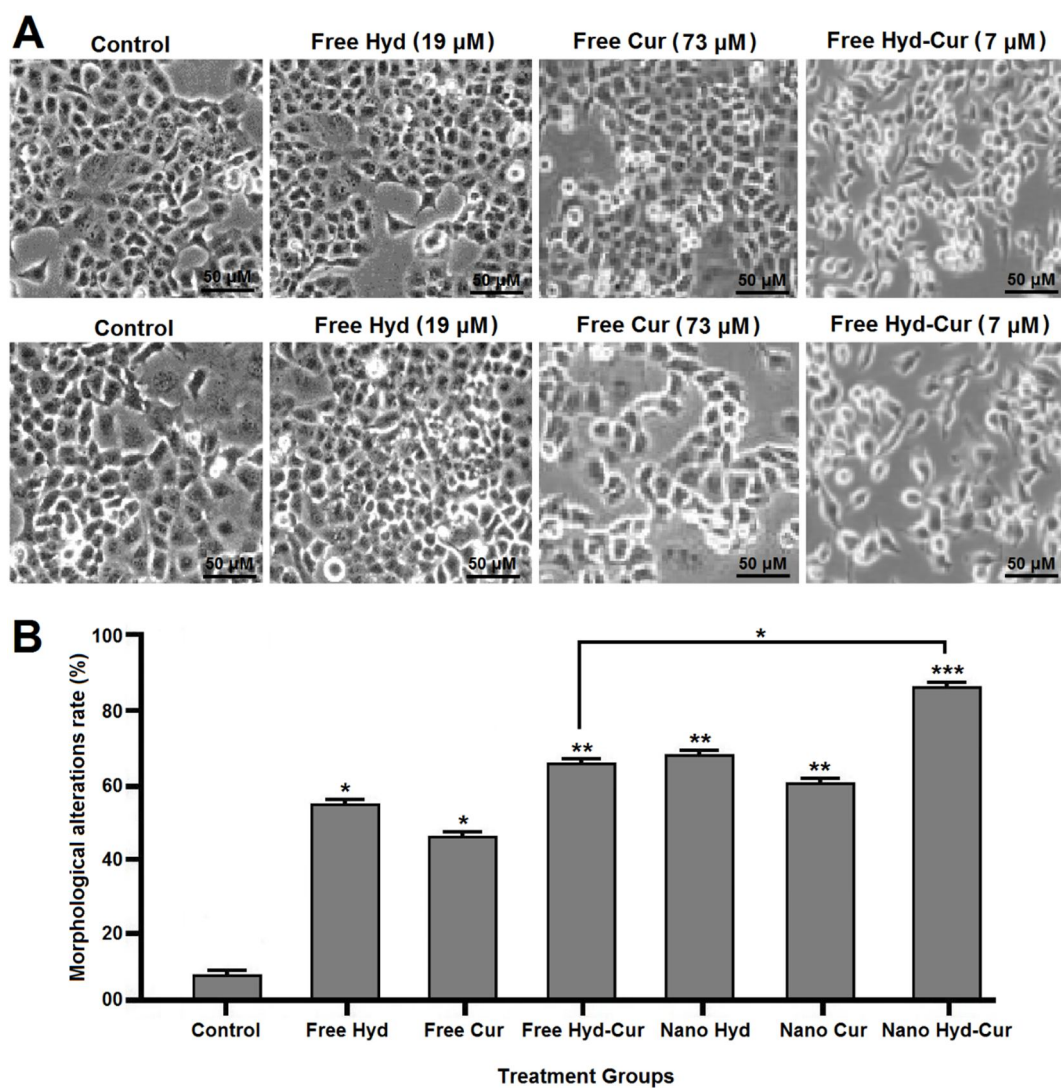 A
Control
Free Hyd (19 µM)
Free Cur (73 µM)
Free Hyd-Cur (7 µM)
50 µM
50 µM
50 µM
50 µM
Control
Free Hyd (19 µM)
Free Cur (73 µM)
Free Hyd-Cur (7 µM)
50 µM
50 µM
50 µM
50 µM
B
Morphological alterations rate (%)
100
80
60
40
20
00
*
*
**
**
**
***
*
Control
Free Hyd
Free Cur
Free Hyd-Cur
Nano Hyd
Nano Cur
Nano Hyd-Cur
Treatment Groups